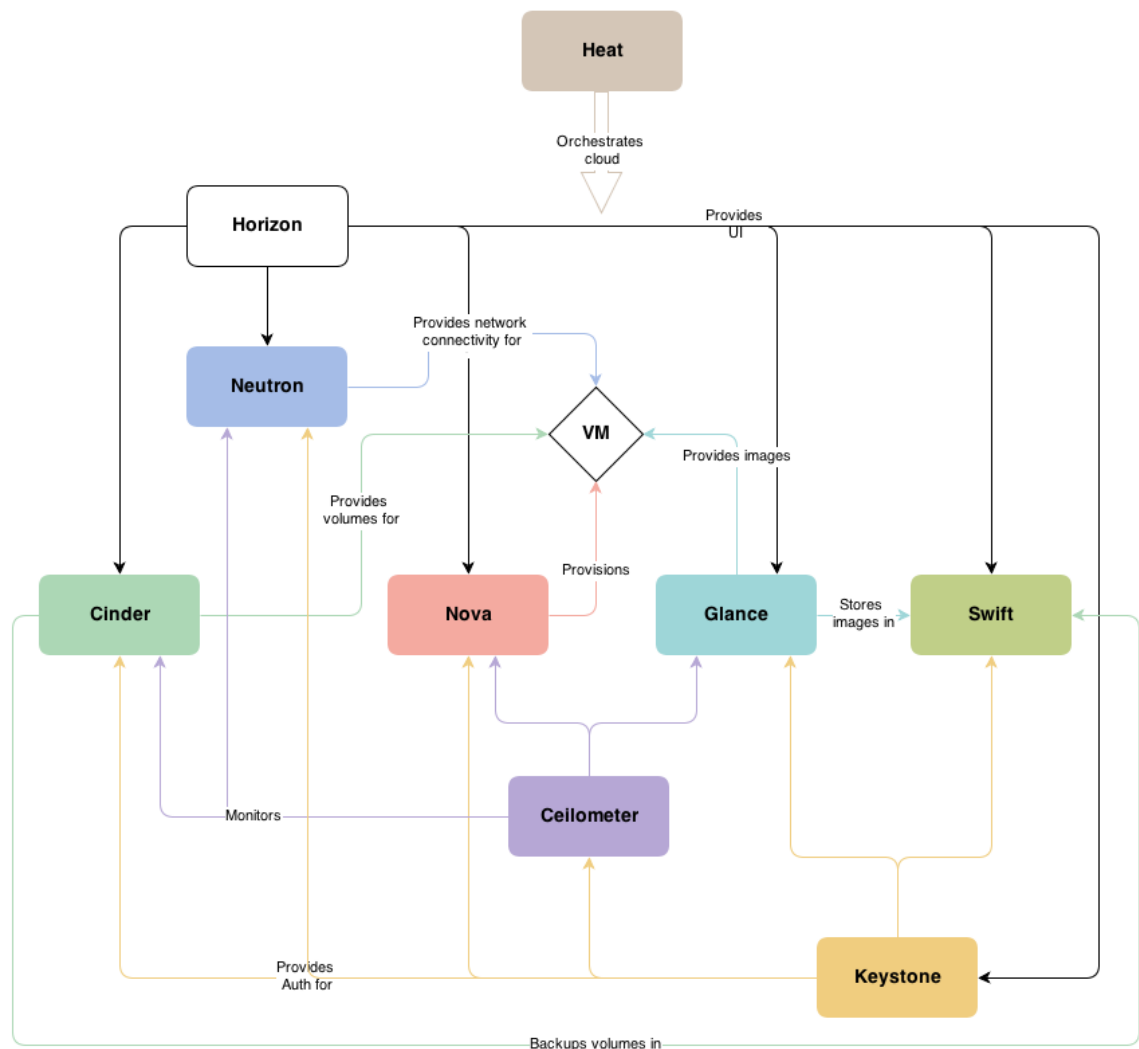 Heat
Orchestrates
cloud
Horizon
Provides
UI
Provides network
connectivity for
Neutron
VM
Provides images
Provides
volumes for
Provisions
Cinder
Nova
Glance
Stores
images in
Swift
Monitors
Ceilometer
Provides
Auth for
Keystone
Backups volumes in